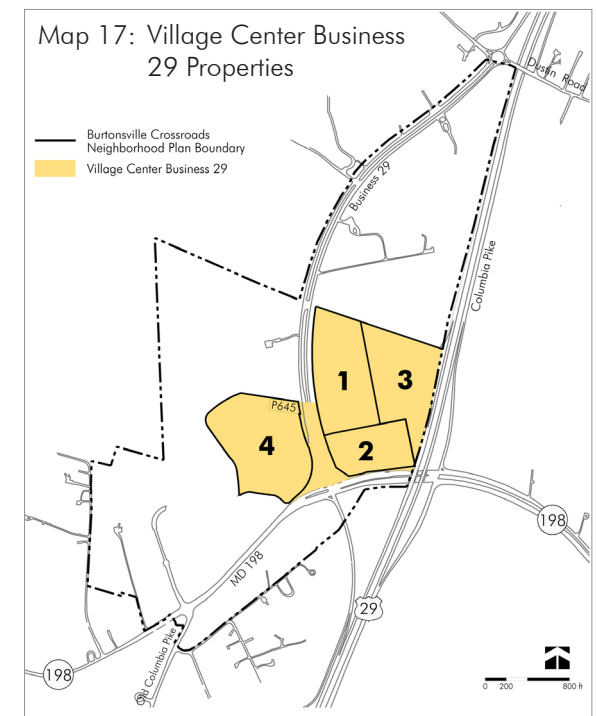 Map 17: Village Center Business
29 Properties
Burtonsville Crossroads
Neighborhood Plan Boundary
Village Center Business 29
Dustin Road
Business 29
Columbia Pike
1
3
P645
4
2
198
MD 198
29
Old Columbia Pike
198
0 200 800 ft